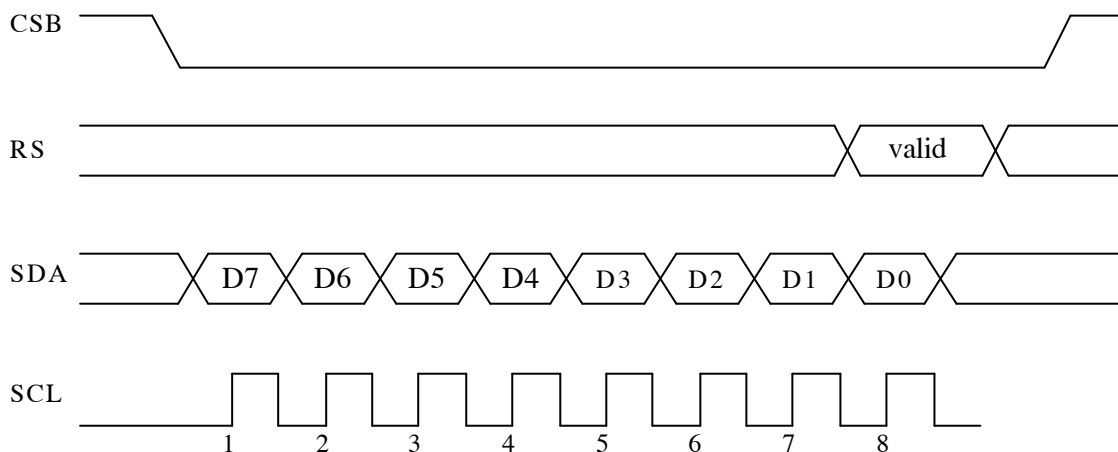 CSB
RS valid
SDA D7 D6 D5 D4 D3 D2 D1 D0
SCL
1 2 3 4 5 6 7 8